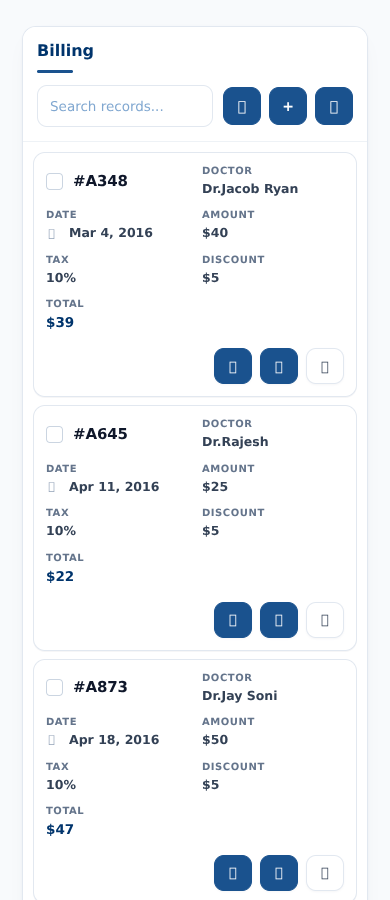 Billing
Search records...
+
#A348
DOCTOR
Dr.Jacob Ryan
DATE
Mar 4, 2016
AMOUNT
$40
TAX
10%
DISCOUNT
$5
TOTAL
$39
#A645
DOCTOR
Dr.Rajesh
DATE
Apr 11, 2016
AMOUNT
$25
TAX
10%
DISCOUNT
$5
TOTAL
$22
#A873
DOCTOR
Dr.Jay Soni
DATE
Apr 18, 2016
AMOUNT
$50
TAX
10%
DISCOUNT
$5
TOTAL
$47